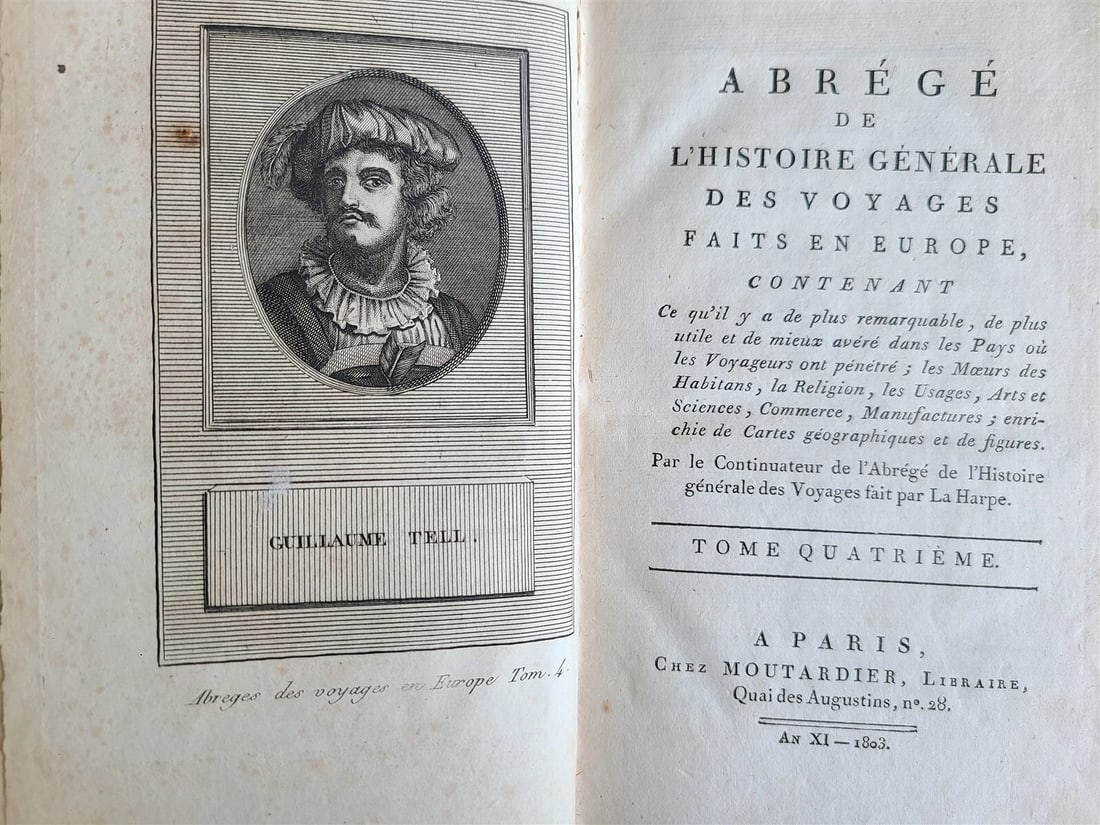 GUILLAUME TELL.
Abreges des voyages en Europe Tom. 4.
ABRÉGÉ
DE
L'HISTOIRE GÉNÉRALE
DES VOYAGES
FAITS EN EUROPE,
CONTENANT
Ce qu'il y a de plus remarquable, de plus
utile et de mieux avéré dans les Pays où
les Voyageurs ont pénétré ; les Mœurs des
Habitans, la Religion, les Usages, Arts et
Sciences, Commerce, Manufactures ; enri-
chie de Cartes géographiques et de figures.
Par le Continuateur de l'Abrégé de l'Histoire
générale des Voyages fait par La Harpe.
TOME QUATRIÈME.
A PARIS,
CHEZ MOUTARDIER, LIBRAIRE,
Quai des Augustins, nº. 28.
AN XI — 1803.